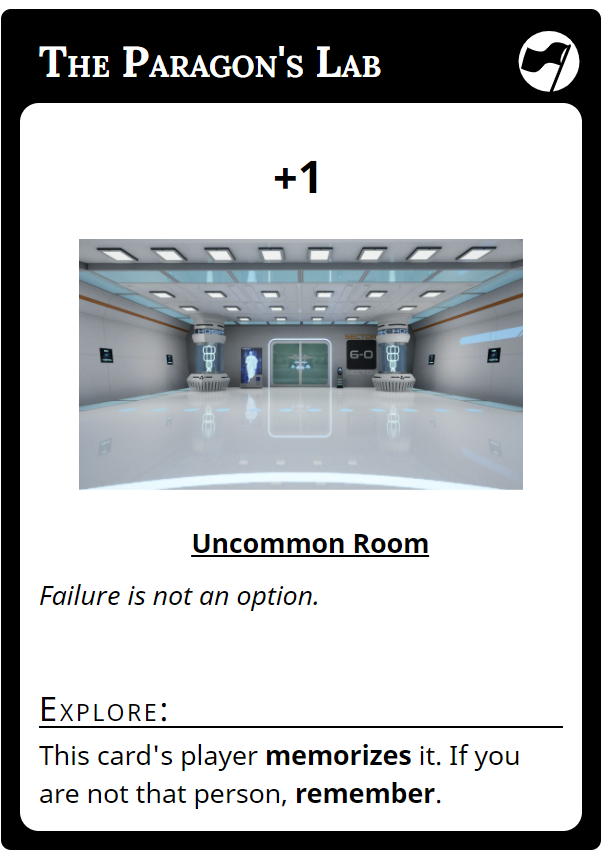 The Paragon's Lab
+1
6-0
Uncommon Room
Failure is not an option.
Explore:
This card's player memorizes it. If you
are not that person, remember.